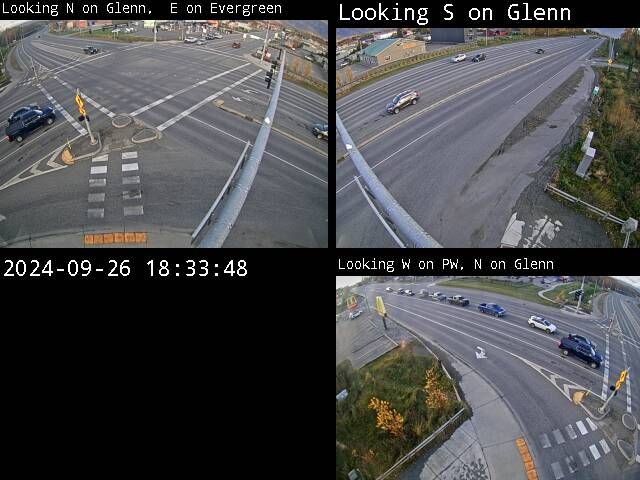 Looking N on Glenn,  E on Evergreen
Looking S on Glenn
2024-09-26 18:33:48
Looking W on PW, N on Glenn